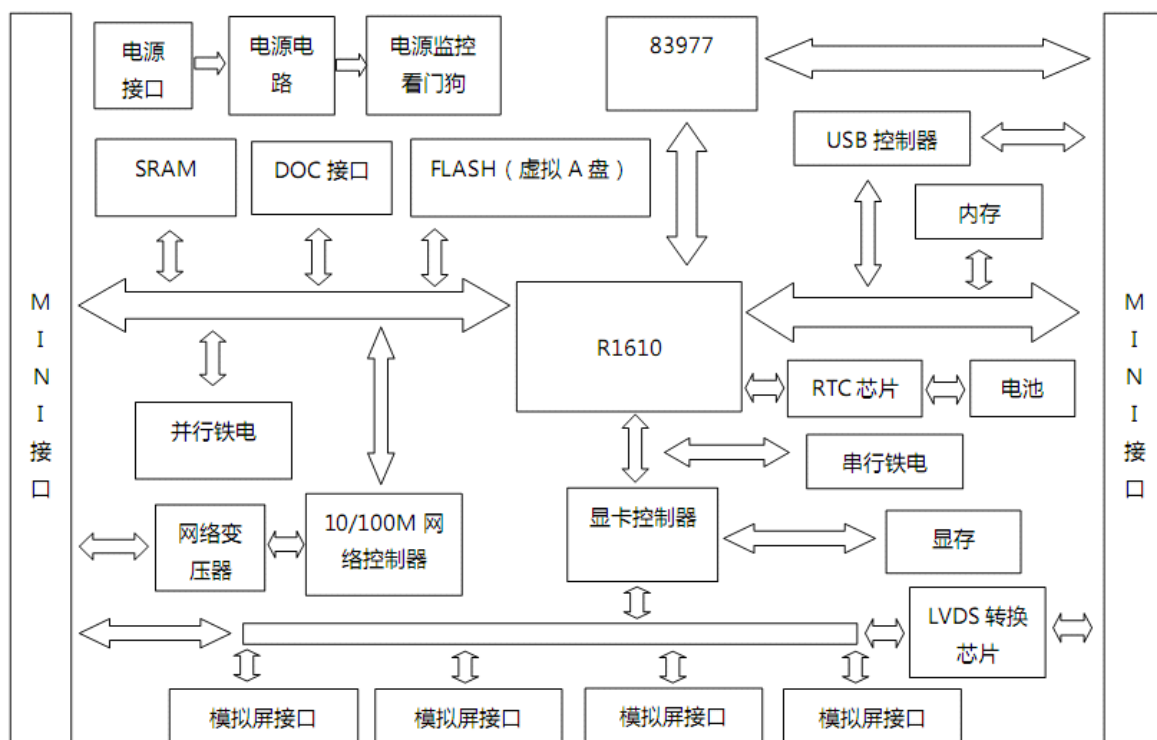 电源
接口
电源电
路
电源监控
看门狗
83977
USB 控制器
SRAM
DOC 接口
FLASH（虚拟 A 盘）
内存
M
I
N
I
接
口
R1610
M
I
N
I
接
口
RTC 芯片
电池
并行铁电
串行铁电
网络变
压器
10/100M 网
络控制器
显卡控制器
显存
LVDS 转换
芯片
模拟屏接口
模拟屏接口
模拟屏接口
模拟屏接口